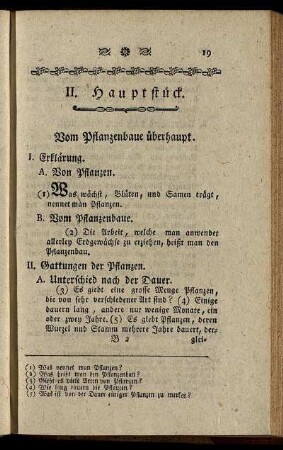 19
II. Hauptstück.
Vom Pflanzenbaue überhaupt.
I. Erklärung.
A. Von Pflanzen.
(1) Was wächst, Blüten, und Samen trägt,
nennet man Pflanzen.
B. Vom Pflanzenbaue.
(2) Die Arbeit, welche man anwendet
allerley Erdgewächse zu erziehen, heißt man den
Pflanzenbau.
II. Gattungen der Pflanzen.
A. Unterschied nach der Dauer.
(3) Es giebt eine grosse Menge Pflanzen,
die von sehr verschiedener Art sind? (4) Einige
dauern lang, andere nur wenige Monate, ein
oder zwey Jahre. (5) Es giebt Pflanzen, deren
Wurzel und Stamm mehrere Jahre dauert, der-
B 2 glei-
(1) Was nennet man Pflanzen?
(2) Was heißt man den Pflanzenbau?
(3) Giebt es viele Arten von Pflanzen?
(4) Wie lang dauern die Pflanzen?
(5) Was ist von der Dauer einiger Pflanzen zu merken?